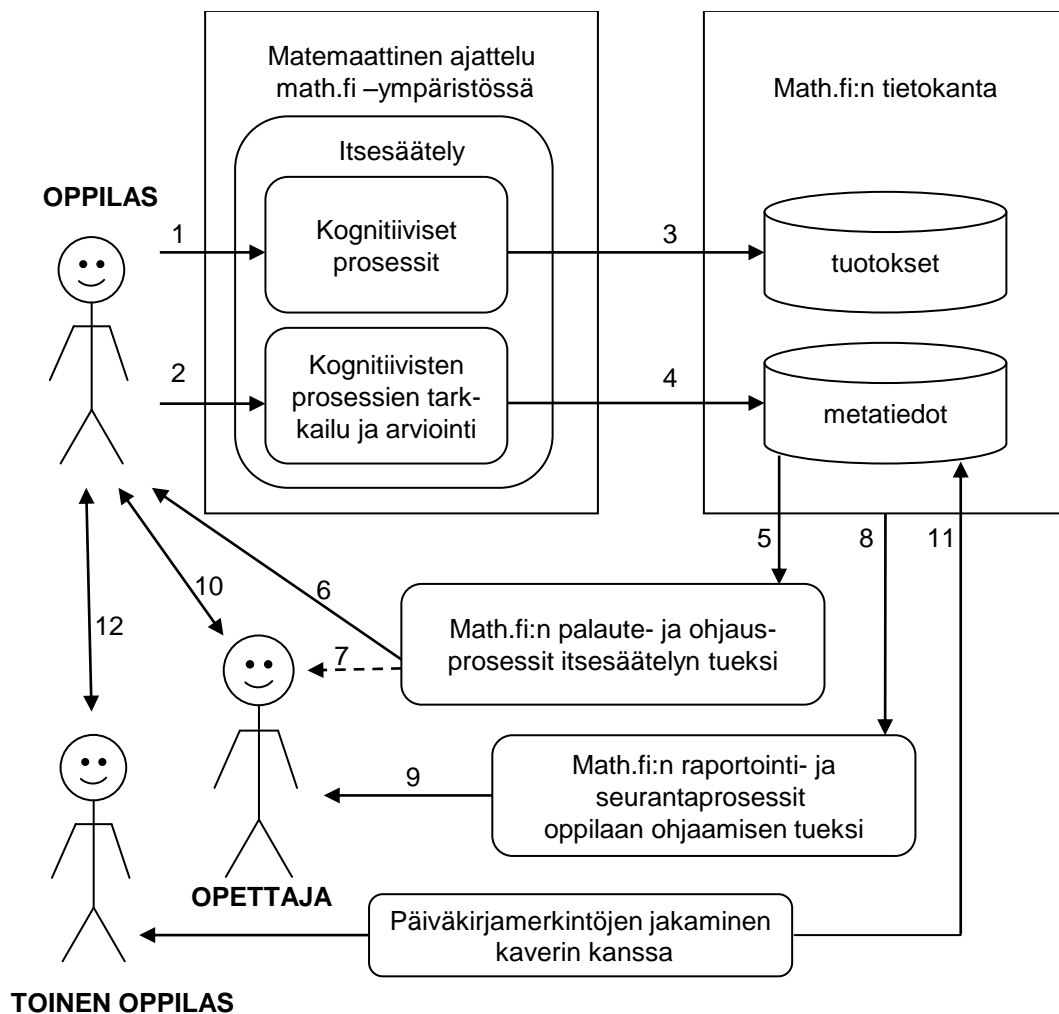 Matemaattinen ajattelu
math.fi –ympäristössä
Math.fi:n tietokanta
Itsesäätely
OPPILAS
1
Kognitiiviset
prosessit
3
tuotokset
2
Kognitiivisten
prosessien tark-
kailu ja arviointi
4
metatiedot
5
8
11
10
6
12
7
Math.fi:n palaute- ja ohjaus-
prosessit itsesäätelyn tueksi
9
Math.fi:n raportointi- ja
seurantaprosessit
oppilaan ohjaamisen tueksi
OPETTAJA
Päiväkirjamerkintöjen jakaminen
kaverin kanssa
TOINEN OPPILAS